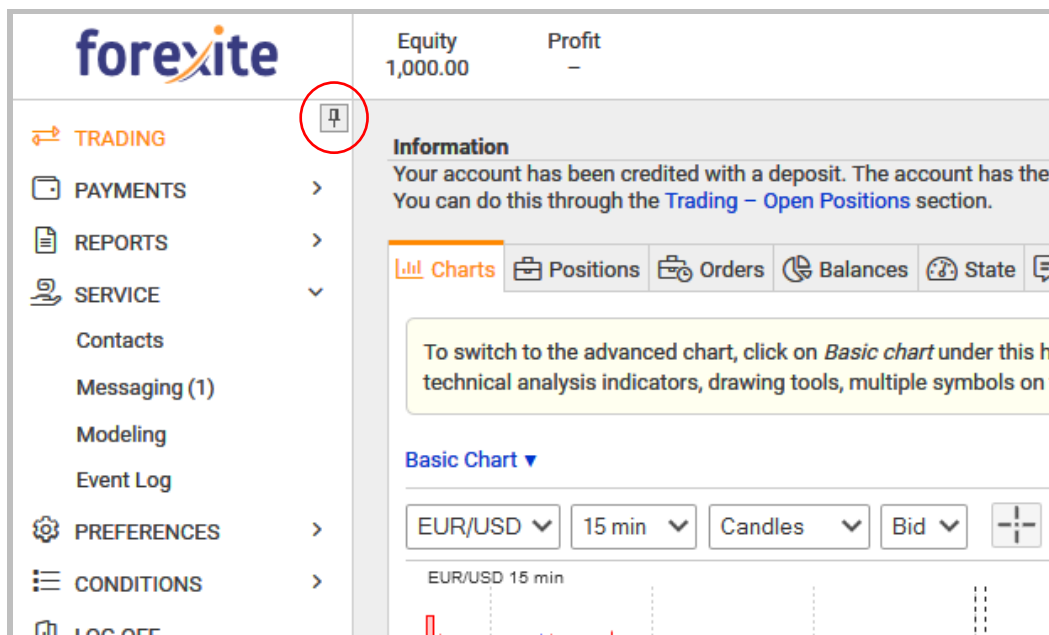 forexite
Equity
1,000.00
Profit
–
TRADING
PAYMENTS
REPORTS
SERVICE
Contacts
Messaging (1)
Modeling
Event Log
PREFERENCES
CONDITIONS
LOG OFF
Information
Your account has been credited with a deposit. The account has the
You can do this through the Trading – Open Positions section.
Charts Positions Orders Balances State
To switch to the advanced chart, click on Basic chart under this h
technical analysis indicators, drawing tools, multiple symbols on
Basic Chart ▼
EUR/USD 15 min Candles Bid
EUR/USD 15 min